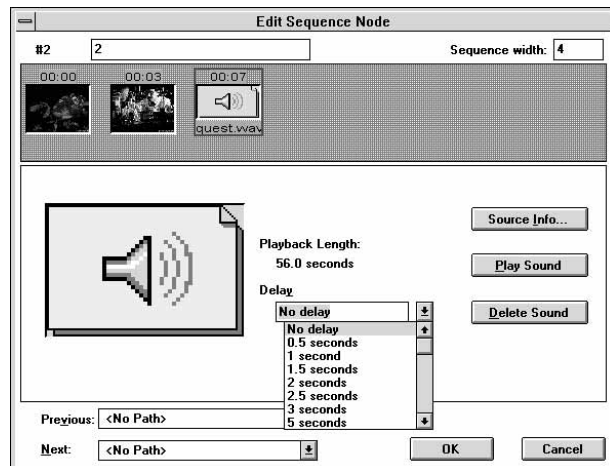 Edit Sequence Node
#2 2 Sequence width: 4
00:00 00:03 00:07
quest.wav
Source Info...
Playback Length:
56.0 seconds
Play Sound
Delay
No delay
Delete Sound
No delay
0.5 seconds
1 second
1.5 seconds
2 seconds
2.5 seconds
3 seconds
5 seconds
Previous: <No Path>
Next: <No Path>
OK Cancel